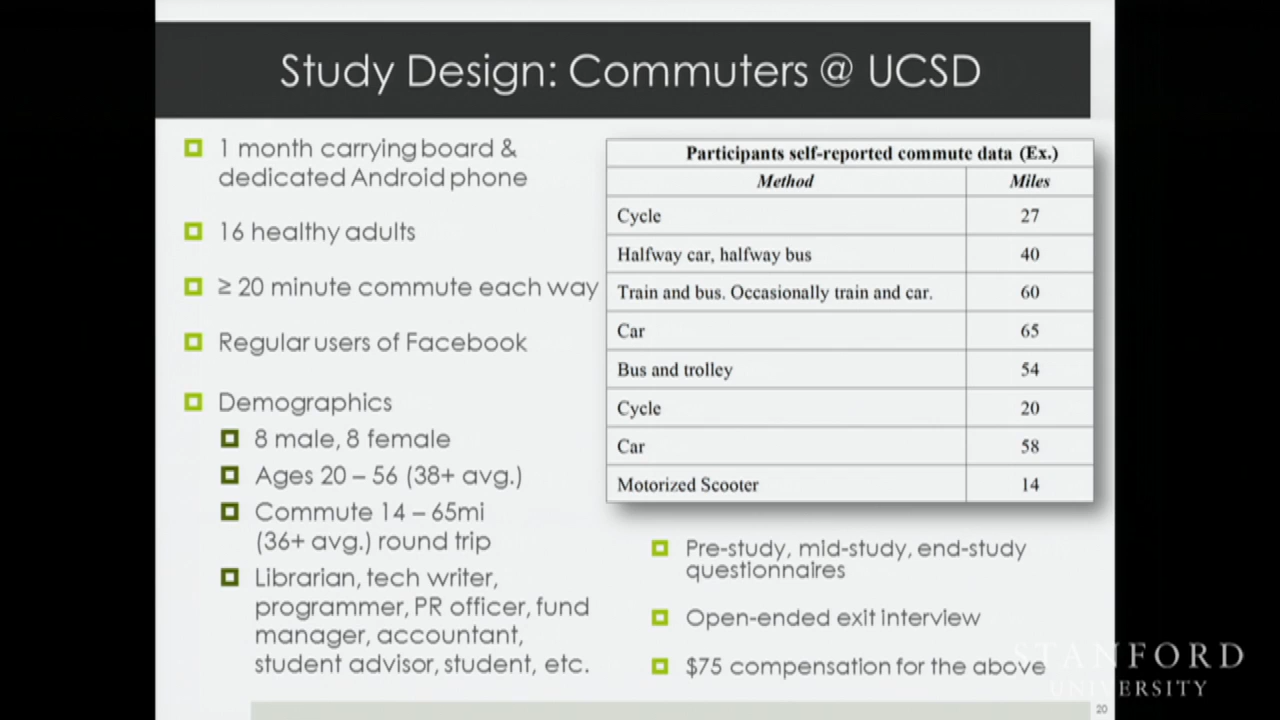 Study Design: Commuters @ UCSD
1 month carrying board &
dedicated Android phone
16 healthy adults
≥ 20 minute commute each way
Regular users of Facebook
Demographics
8 male, 8 female
Ages 20 – 56 (38+ avg.)
Commute 14 – 65mi
(36+ avg.) round trip
Librarian, tech writer,
programmer, PR officer, fund
manager, accountant,
student advisor, student, etc.
Participants self-reported commute data (Ex.)
Method Miles
Cycle 27
Halfway car, halfway bus 40
Train and bus. Occasionally train and car. 60
Car 65
Bus and trolley 54
Cycle 20
Car 58
Motorized Scooter 14
Pre-study, mid-study, end-study
questionnaires
Open-ended exit interview
$75 compensation for the above
STANFORD
UNIVERSITY
20